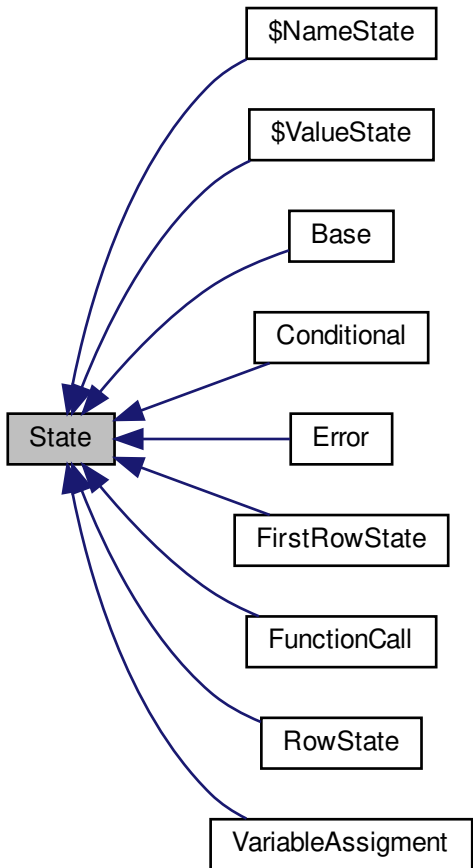 $NameState
$ValueState
Base
Conditional
State
Error
FirstRowState
FunctionCall
RowState
VariableAssigment